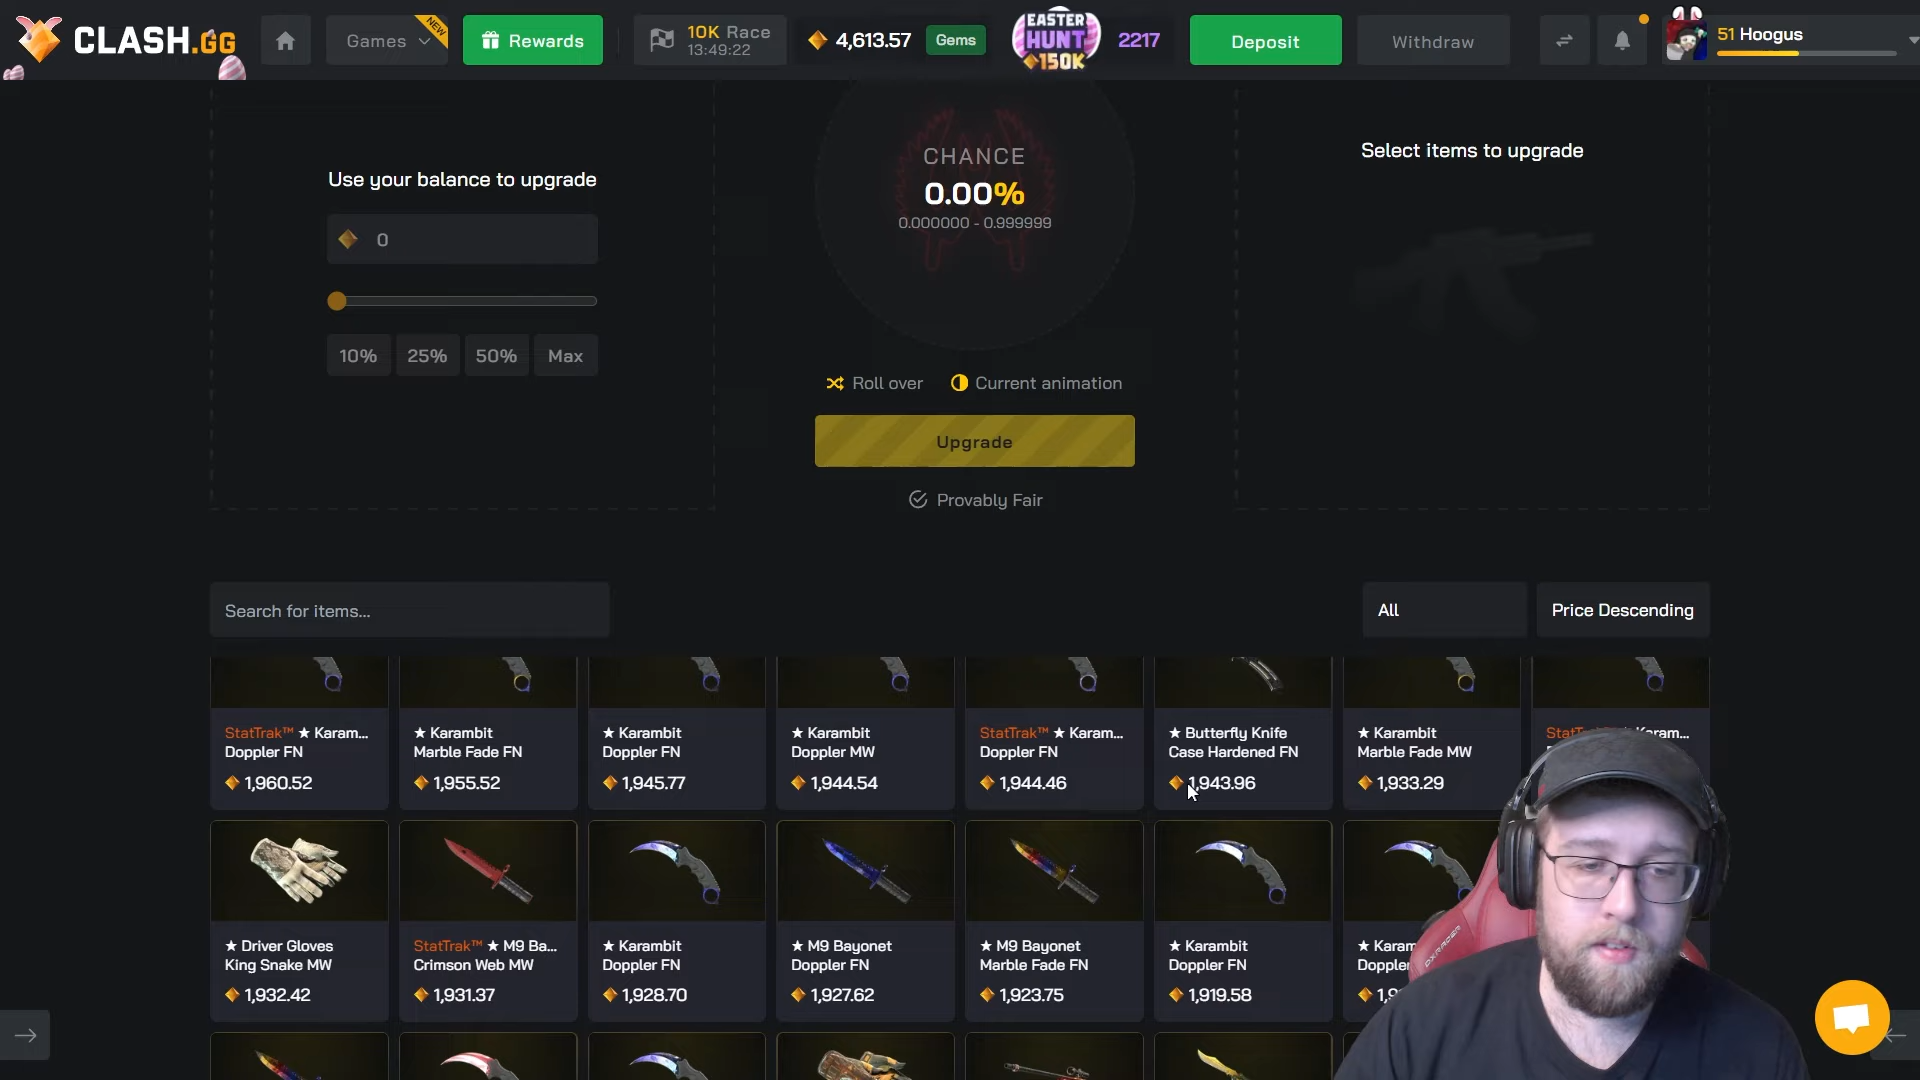 CLASH.GG
Games
NEW
Rewards
10K Race
13:49:22
4,613.57
Gems
EASTER
HUNT
150K
2217
Deposit
Withdraw
51 Hoogus
Use your balance to upgrade
0
10%
25%
50%
Max
CHANCE
0.00%
0.000000 - 0.999999
Roll over
Current animation
Upgrade
Provably Fair
Select items to upgrade
Search for items...
All
Price Descending
StatTrak™ ★ Karam...
Doppler FN
1,960.52
★ Karambit
Marble Fade FN
1,955.52
★ Karambit
Doppler FN
1,945.77
★ Karambit
Doppler MW
1,944.54
StatTrak™ ★ Karam...
Doppler FN
1,944.46
★ Butterfly Knife
Case Hardened FN
1,943.96
★ Karambit
Marble Fade MW
1,933.29
★ Driver Gloves
King Snake MW
1,932.42
StatTrak™ ★ M9 Ba...
Crimson Web MW
1,931.37
★ Karambit
Doppler FN
1,928.70
★ M9 Bayonet
Doppler FN
1,927.62
★ M9 Bayonet
Marble Fade FN
1,923.75
★ Karambit
Doppler FN
1,919.58
DXRACER